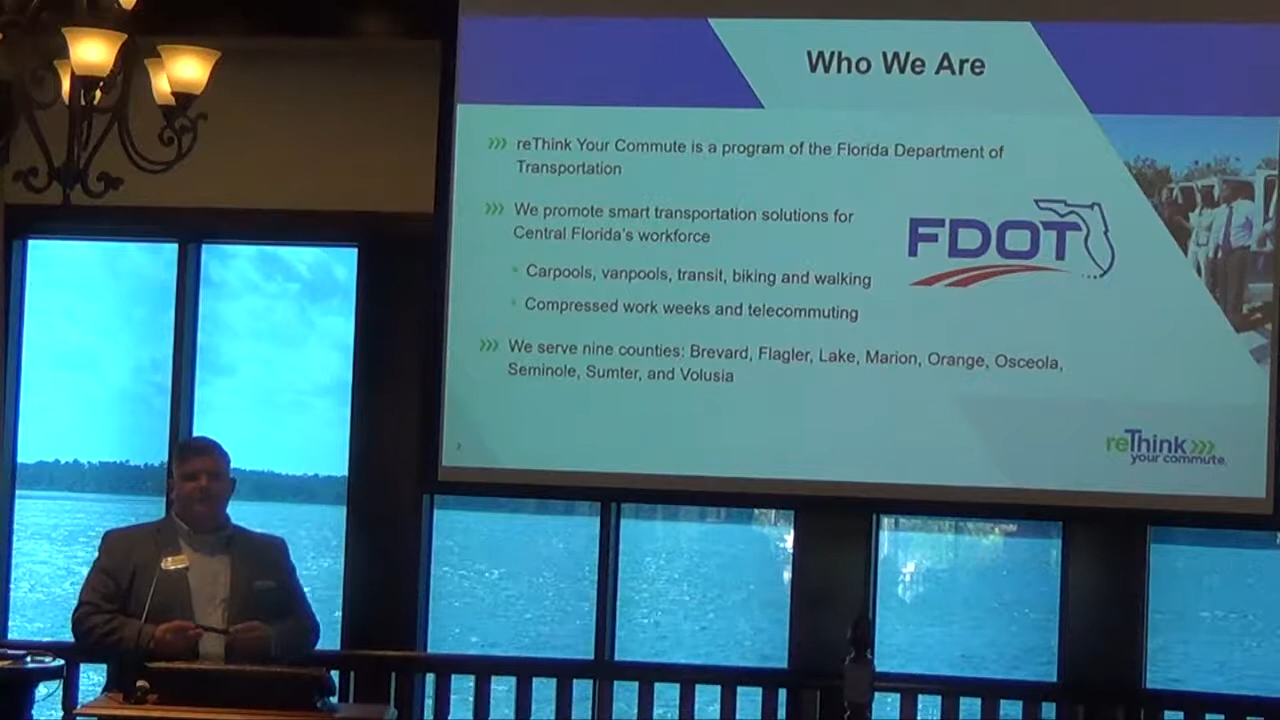 Who We Are
reThink Your Commute is a program of the Florida Department of
Transportation
We promote smart transportation solutions for
Central Florida's workforce
FDOT
Carpools, vanpools, transit, biking and walking
Compressed work weeks and telecommuting
We serve nine counties: Brevard, Flagler, Lake, Marion, Orange, Osceola,
Seminole, Sumter, and Volusia
reThink
your commute.